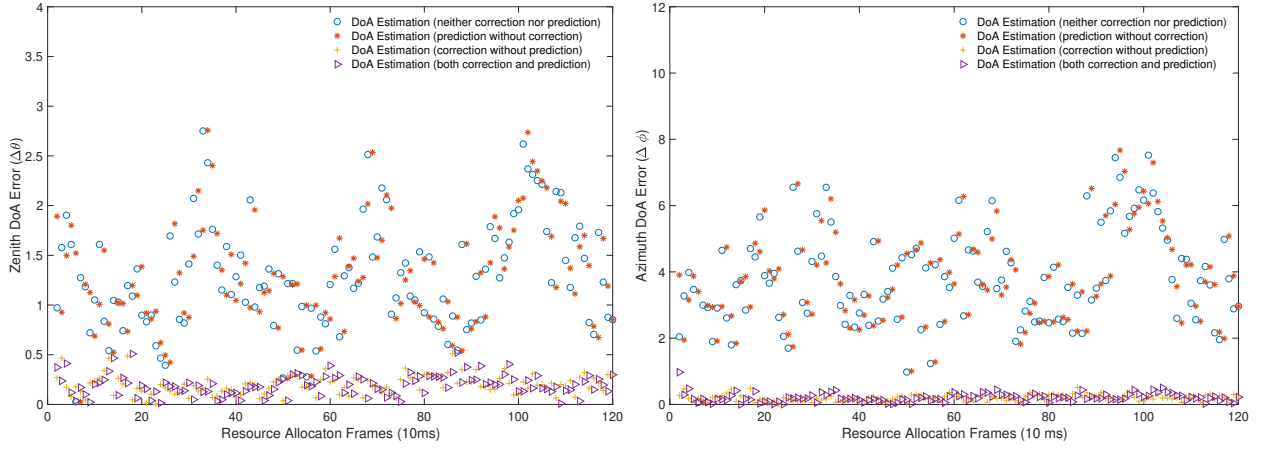 DoA Estimation (neither correction nor prediction)
DoA Estimation (prediction without correction)
DoA Estimation (correction without prediction)
DoA Estimation (both correction and prediction)
4
3.5
3
2.5
2
1.5
1
0.5
0
Zenith DoA Error (Δθ)
0 20 40 60 80 100 120
Resource Allocaton Frames (10ms)
DoA Estimation (neither correction nor prediction)
DoA Estimation (prediction without correction)
DoA Estimation (correction without prediction)
DoA Estimation (both correction and prediction)
12
10
8
6
4
2
0
Azimuth DoA Error (Δ ϕ)
0 20 40 60 80 100 120
Resource Allocation Frames (10 ms)